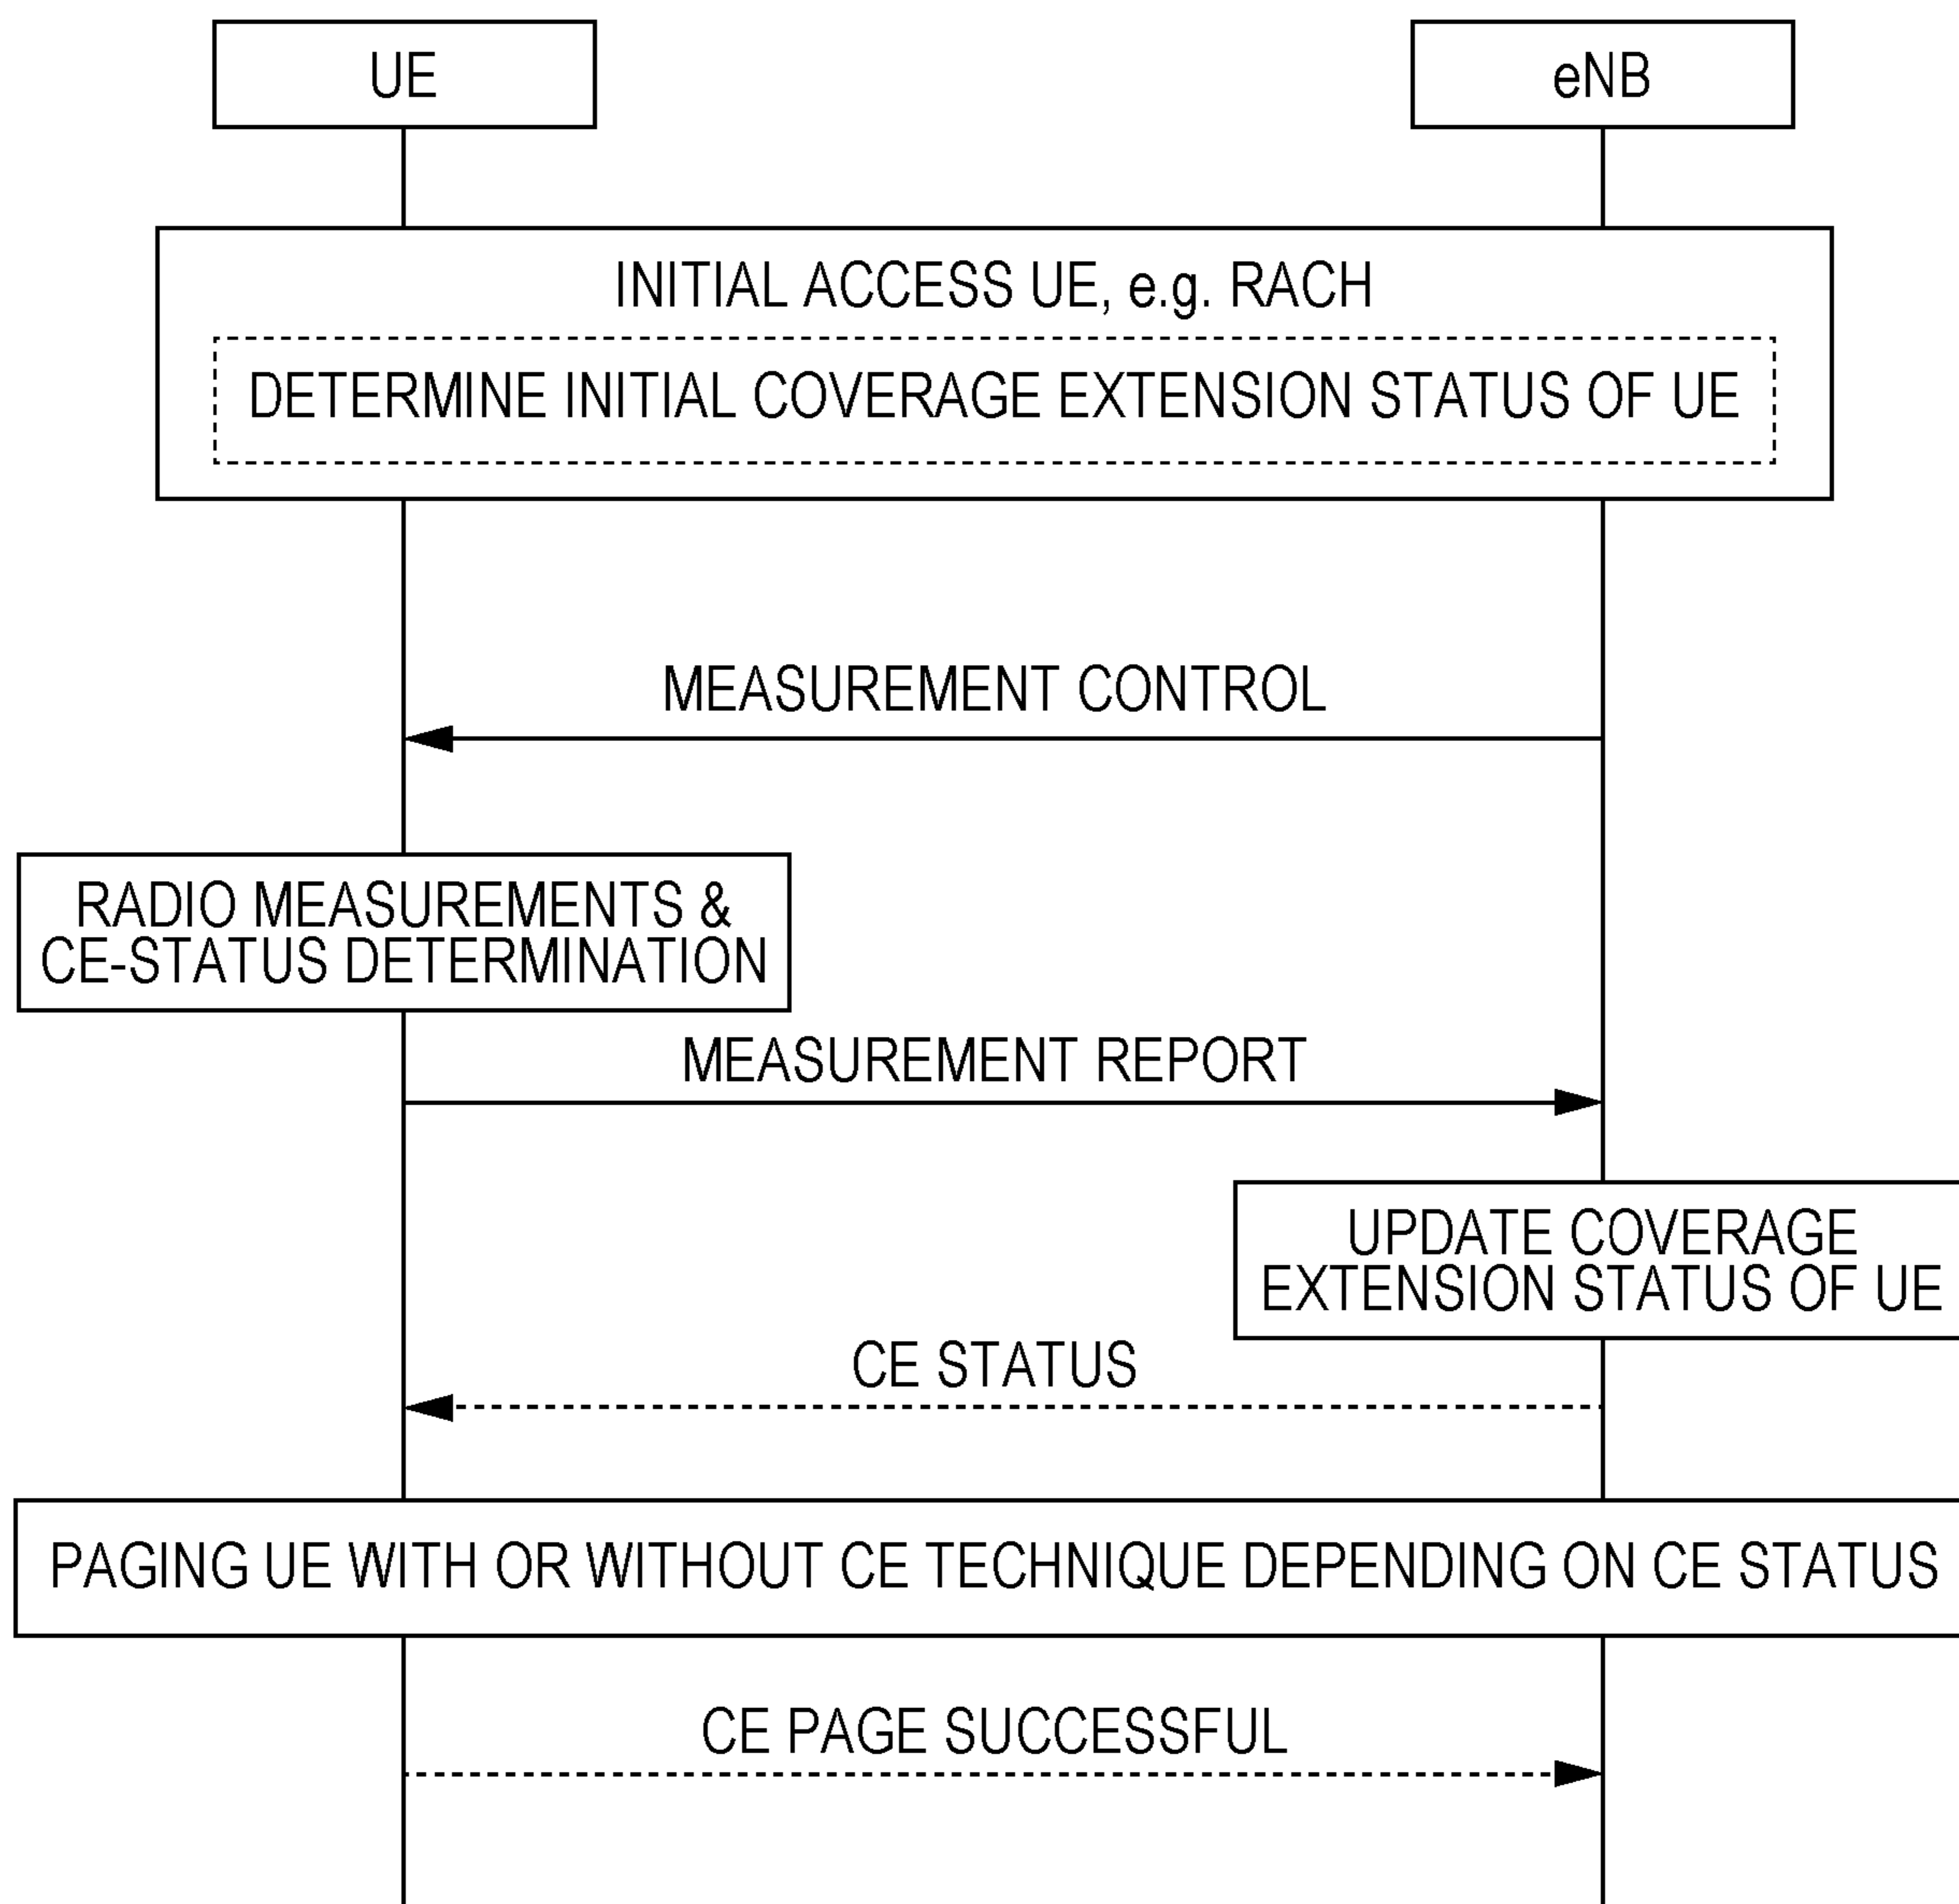 UE
eNB
INITIAL ACCESS UE, e.g. RACH
DETERMINE INITIAL COVERAGE EXTENSION STATUS OF UE
MEASUREMENT CONTROL
RADIO MEASUREMENTS &
CE-STATUS DETERMINATION
MEASUREMENT REPORT
UPDATE COVERAGE
EXTENSION STATUS OF UE
CE STATUS
PAGING UE WITH OR WITHOUT CE TECHNIQUE DEPENDING ON CE STATUS
CE PAGE SUCCESSFUL